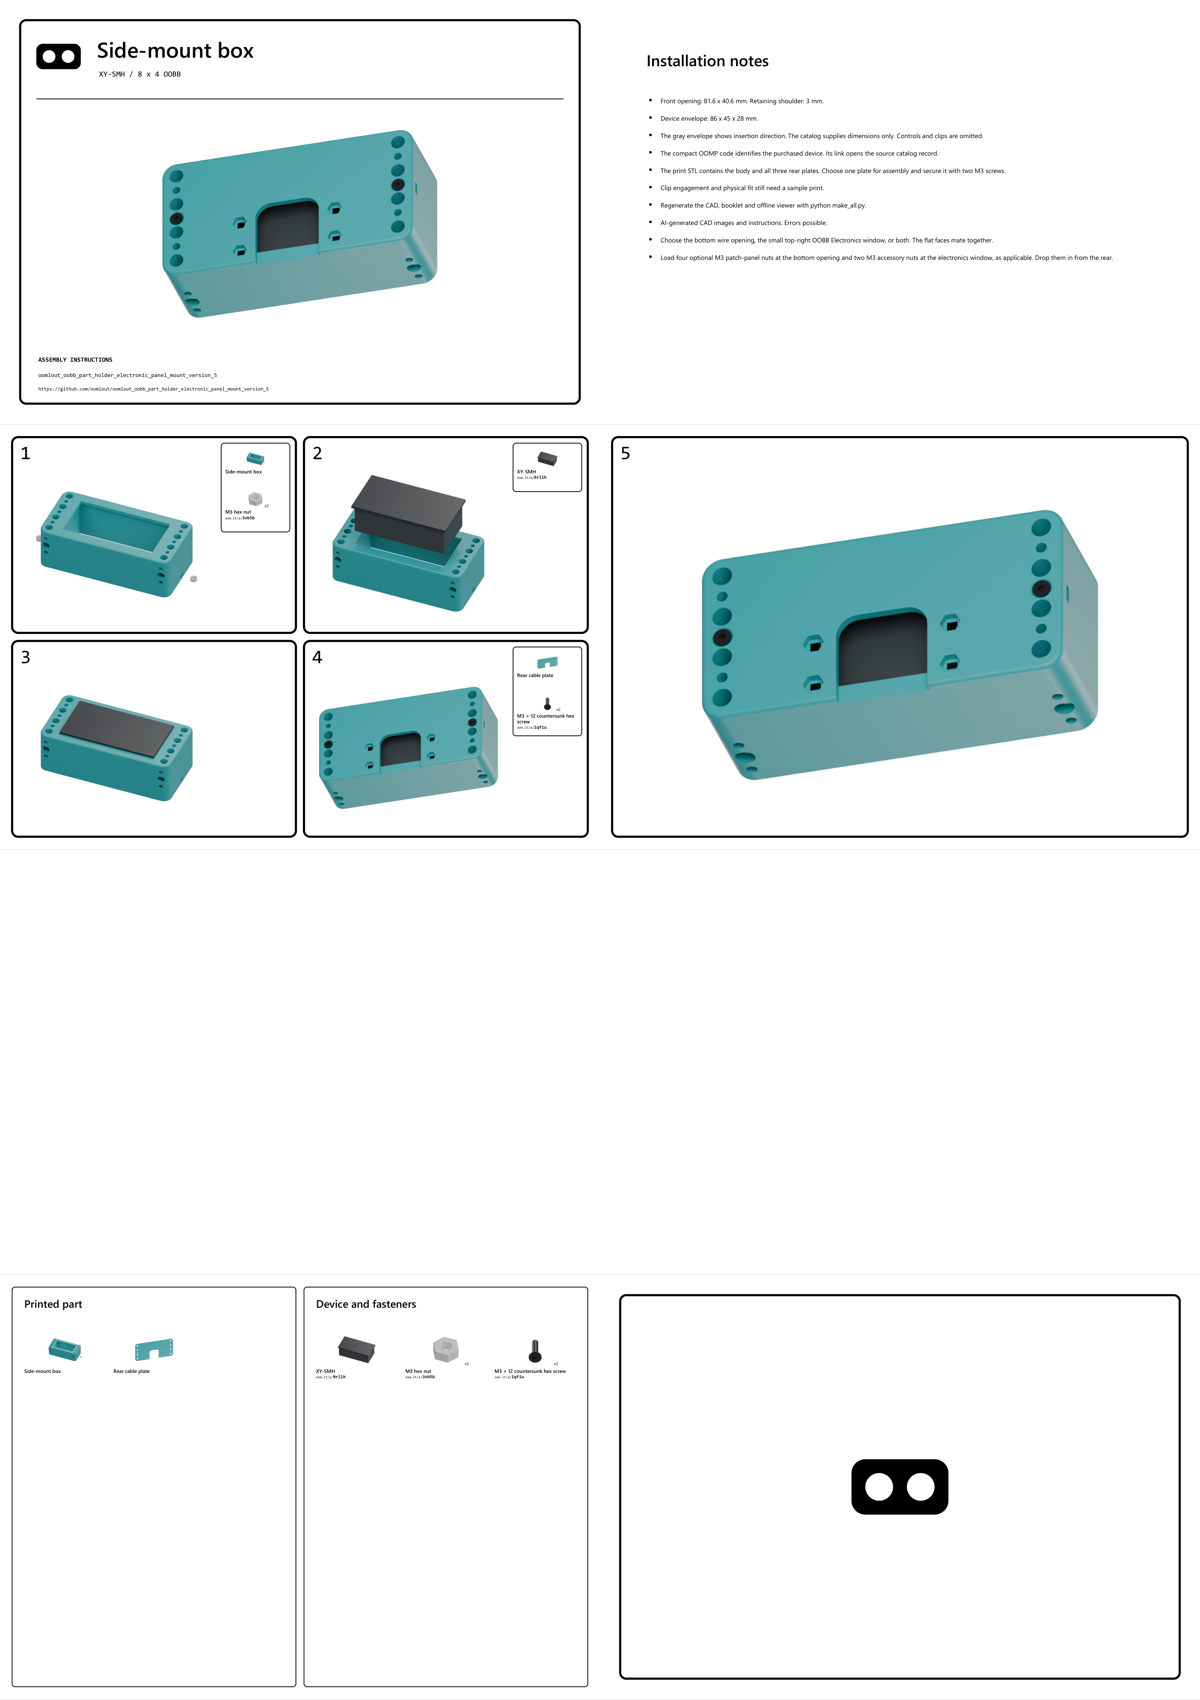 Side-mount box
XY-SMH / 8 x 4 OOBB
ASSEMBLY INSTRUCTIONS
oomlout_oobb_part_holder_electronic_panel_mount_version_5
https://github.com/oomlout/oomlout_oobb_part_holder_electronic_panel_mount_version_5
Installation notes
• Front opening: 81.6 x 40.6 mm. Retaining shoulder: 3 mm.
• Device envelope: 86 x 45 x 28 mm.
• The gray envelope shows insertion direction. The catalog supplies dimensions only. Controls and clips are omitted.
• The compact OOMP code identifies the purchased device. Its link opens the source catalog record.
• The print STL contains the body and all three rear plates. Choose one plate for assembly and secure it with two M3 screws.
• Clip engagement and physical fit still need a sample print.
• Regenerate the CAD, booklet and offline viewer with python make_all.py.
• AI-generated CAD images and instructions. Errors possible.
• Choose the bottom wire opening, the small top-right OOBB Electronics window, or both. The flat faces mate together.
• Load four optional M3 patch-panel nuts at the bottom opening and two M3 accessory nuts at the electronics window, as applicable. Drop them in from the rear.
1
Side-mount box
x2
M3 hex nut
2
XY-SMH
3
4
Rear cable plate
x2
M3 × 12 countersunk hex
screw
5
Printed part
Side-mount box
Rear cable plate
Device and fasteners
XY-SMH
x2
M3 hex nut
x2
M3 × 12 countersunk hex screw